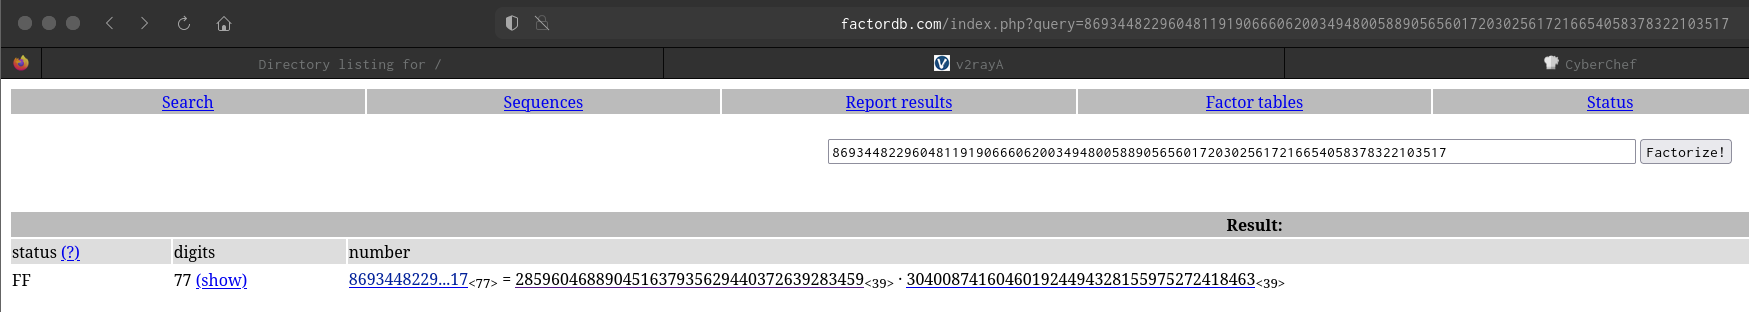 factordb.com/index.php?query=86934482296048119190666062003494800588905656017203025617216654058378322103517
Directory listing for / v2rayA CyberChef
Search Sequences Report results Factor tables Status
86934482296048119190666062003494800588905656017203025617216654058378322103517 Factorize!
Result:
status (?) digits number
FF 77 (show) 8693448229...17<77> = 285960468890451637935629440372639283459<39> · 304008741604601924494328155975272418463<39>